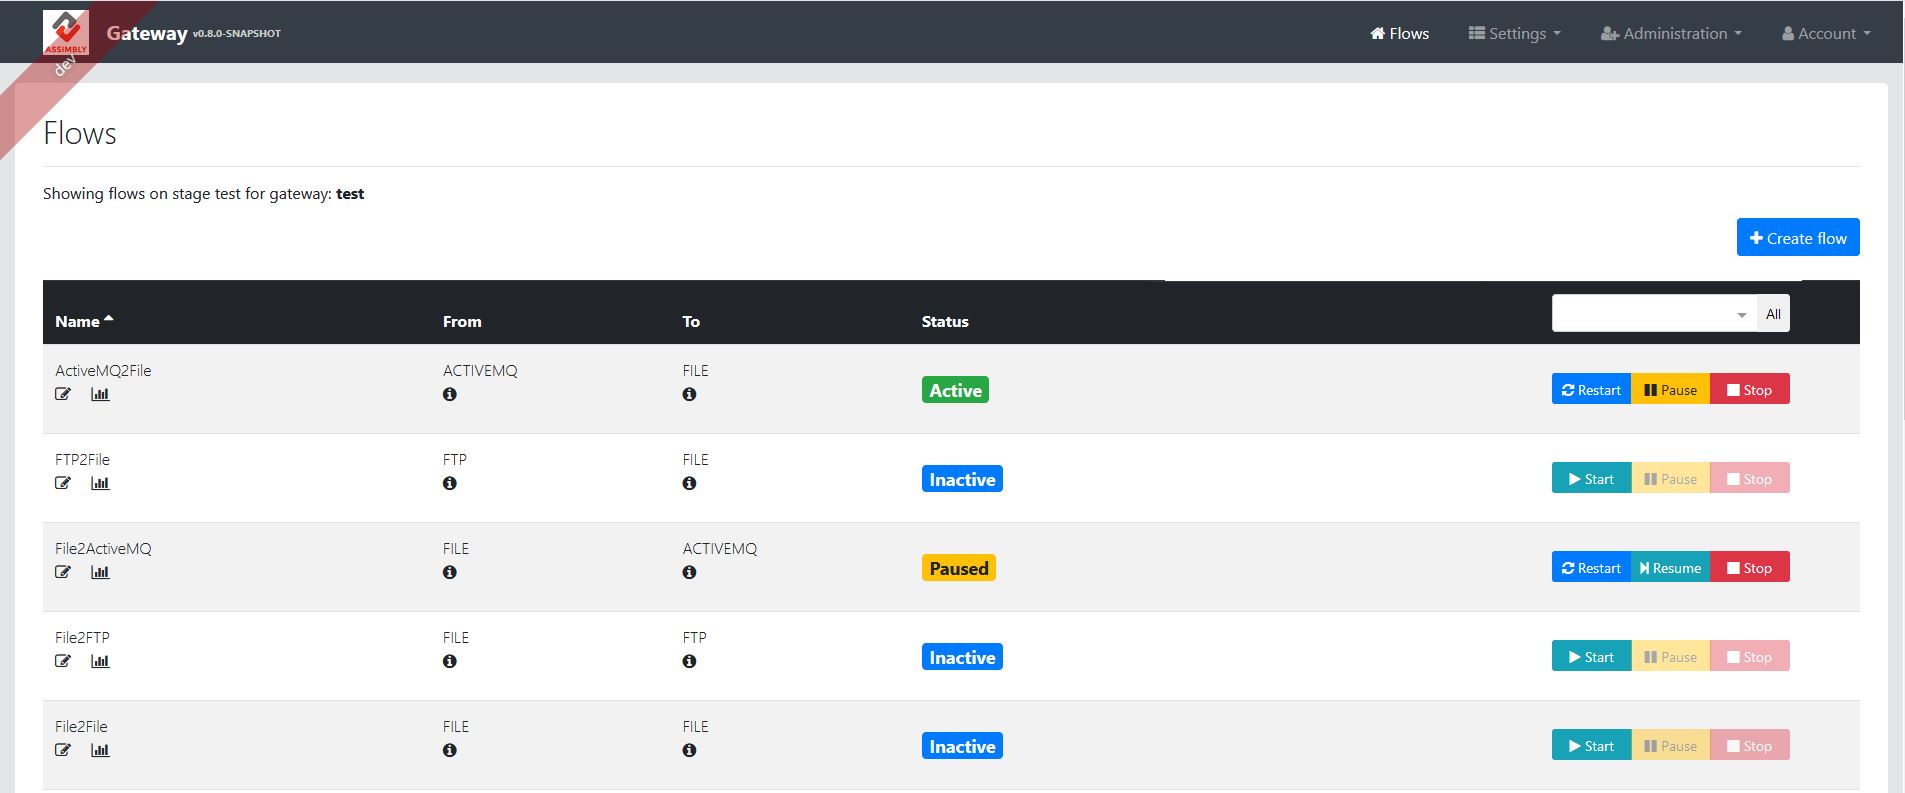 ASSIMBLY
Gateway v0.8.0-SNAPSHOT
Flows
Settings
Administration
Account
dev
Flows
Showing flows on stage test for gateway: test
Create flow
Name From To Status All
ActiveMQ2File ACTIVEMQ FILE
Active Restart Pause Stop
FTP2File FTP FILE
Inactive Start Pause Stop
File2ActiveMQ FILE ACTIVEMQ
Paused Restart Resume Stop
File2FTP FILE FTP
Inactive Start Pause Stop
File2File FILE FILE
Inactive Start Pause Stop